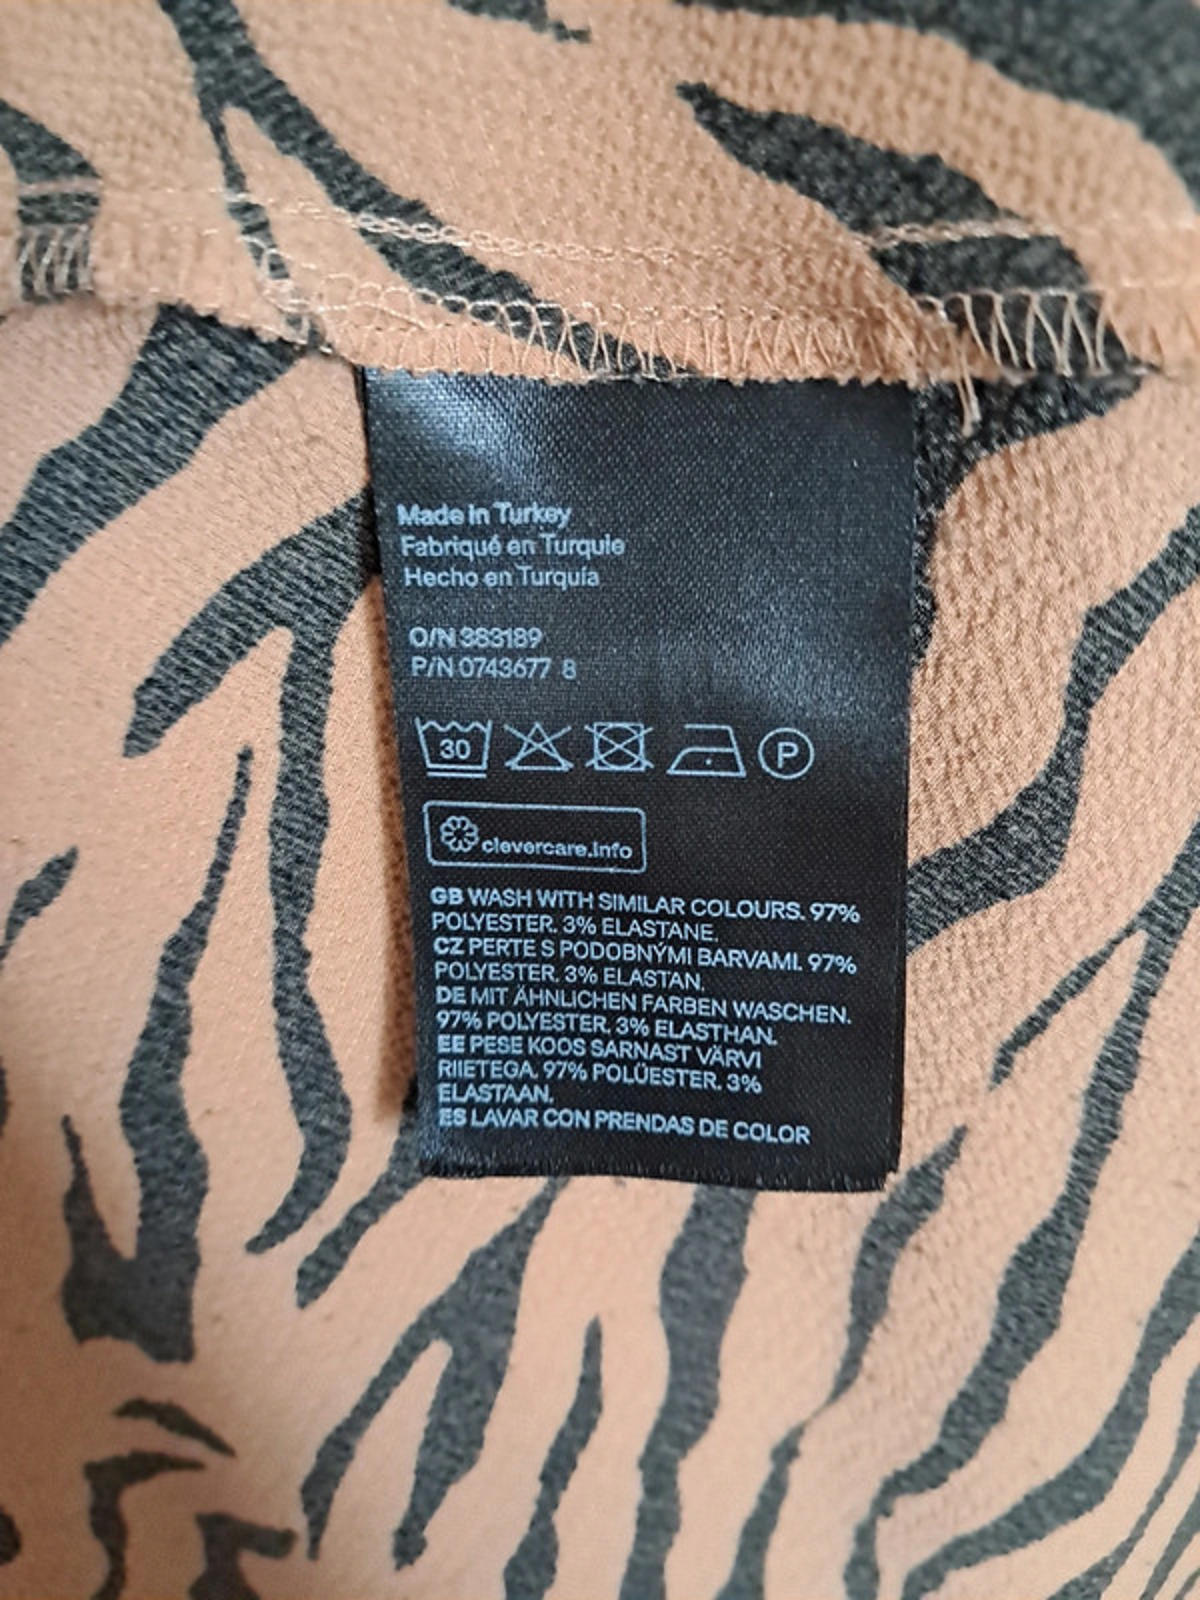 Made in Turkey
Fabriqué en Turquie
Hecho en Turquía
O/N 383189
P/N 0743677 8
30
P
clevercare.info
GB WASH WITH SIMILAR COLOURS. 97%
POLYESTER. 3% ELASTANE.
CZ PERTE S PODOBNÝMI BARVAMI. 97%
POLYESTER. 3% ELASTAN.
DE MIT ÄHNLICHEN FARBEN WASCHEN.
97% POLYESTER. 3% ELASTHAN.
EE PESE KOOS SARNAST VÄRVI
RIIETEGA. 97% POLÜESTER. 3%
ELASTAAN.
ES LAVAR CON PRENDAS DE COLOR